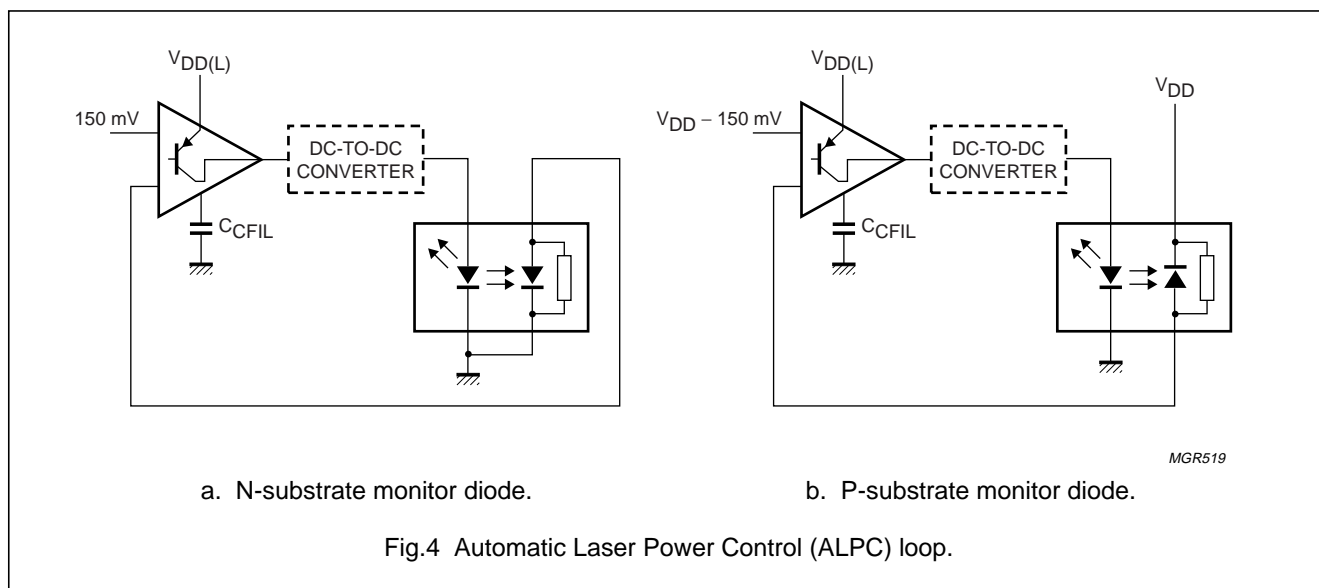 V_DD(L)
150 mV
DC-TO-DC
CONVERTER
C_CFIL
V_DD(L)
V_DD
V_DD − 150 mV
DC-TO-DC
CONVERTER
C_CFIL
MGR519
a. N-substrate monitor diode.
b. P-substrate monitor diode.
Fig.4 Automatic Laser Power Control (ALPC) loop.